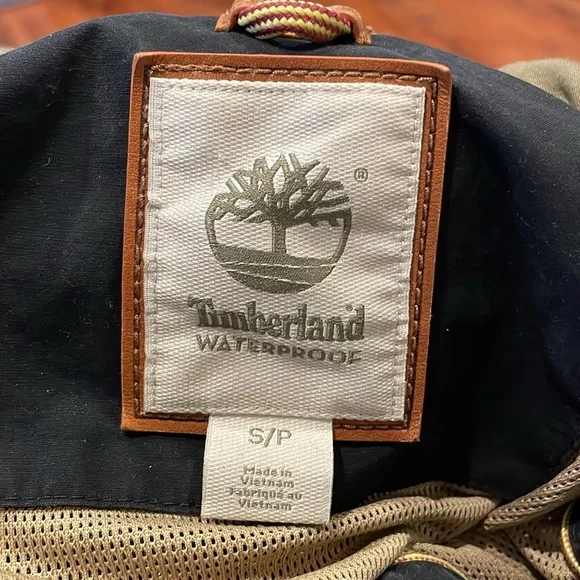 ®
Timberland
WATERPROOF
S/P
Made in
Vietnam
Fabriqué au
Vietnam